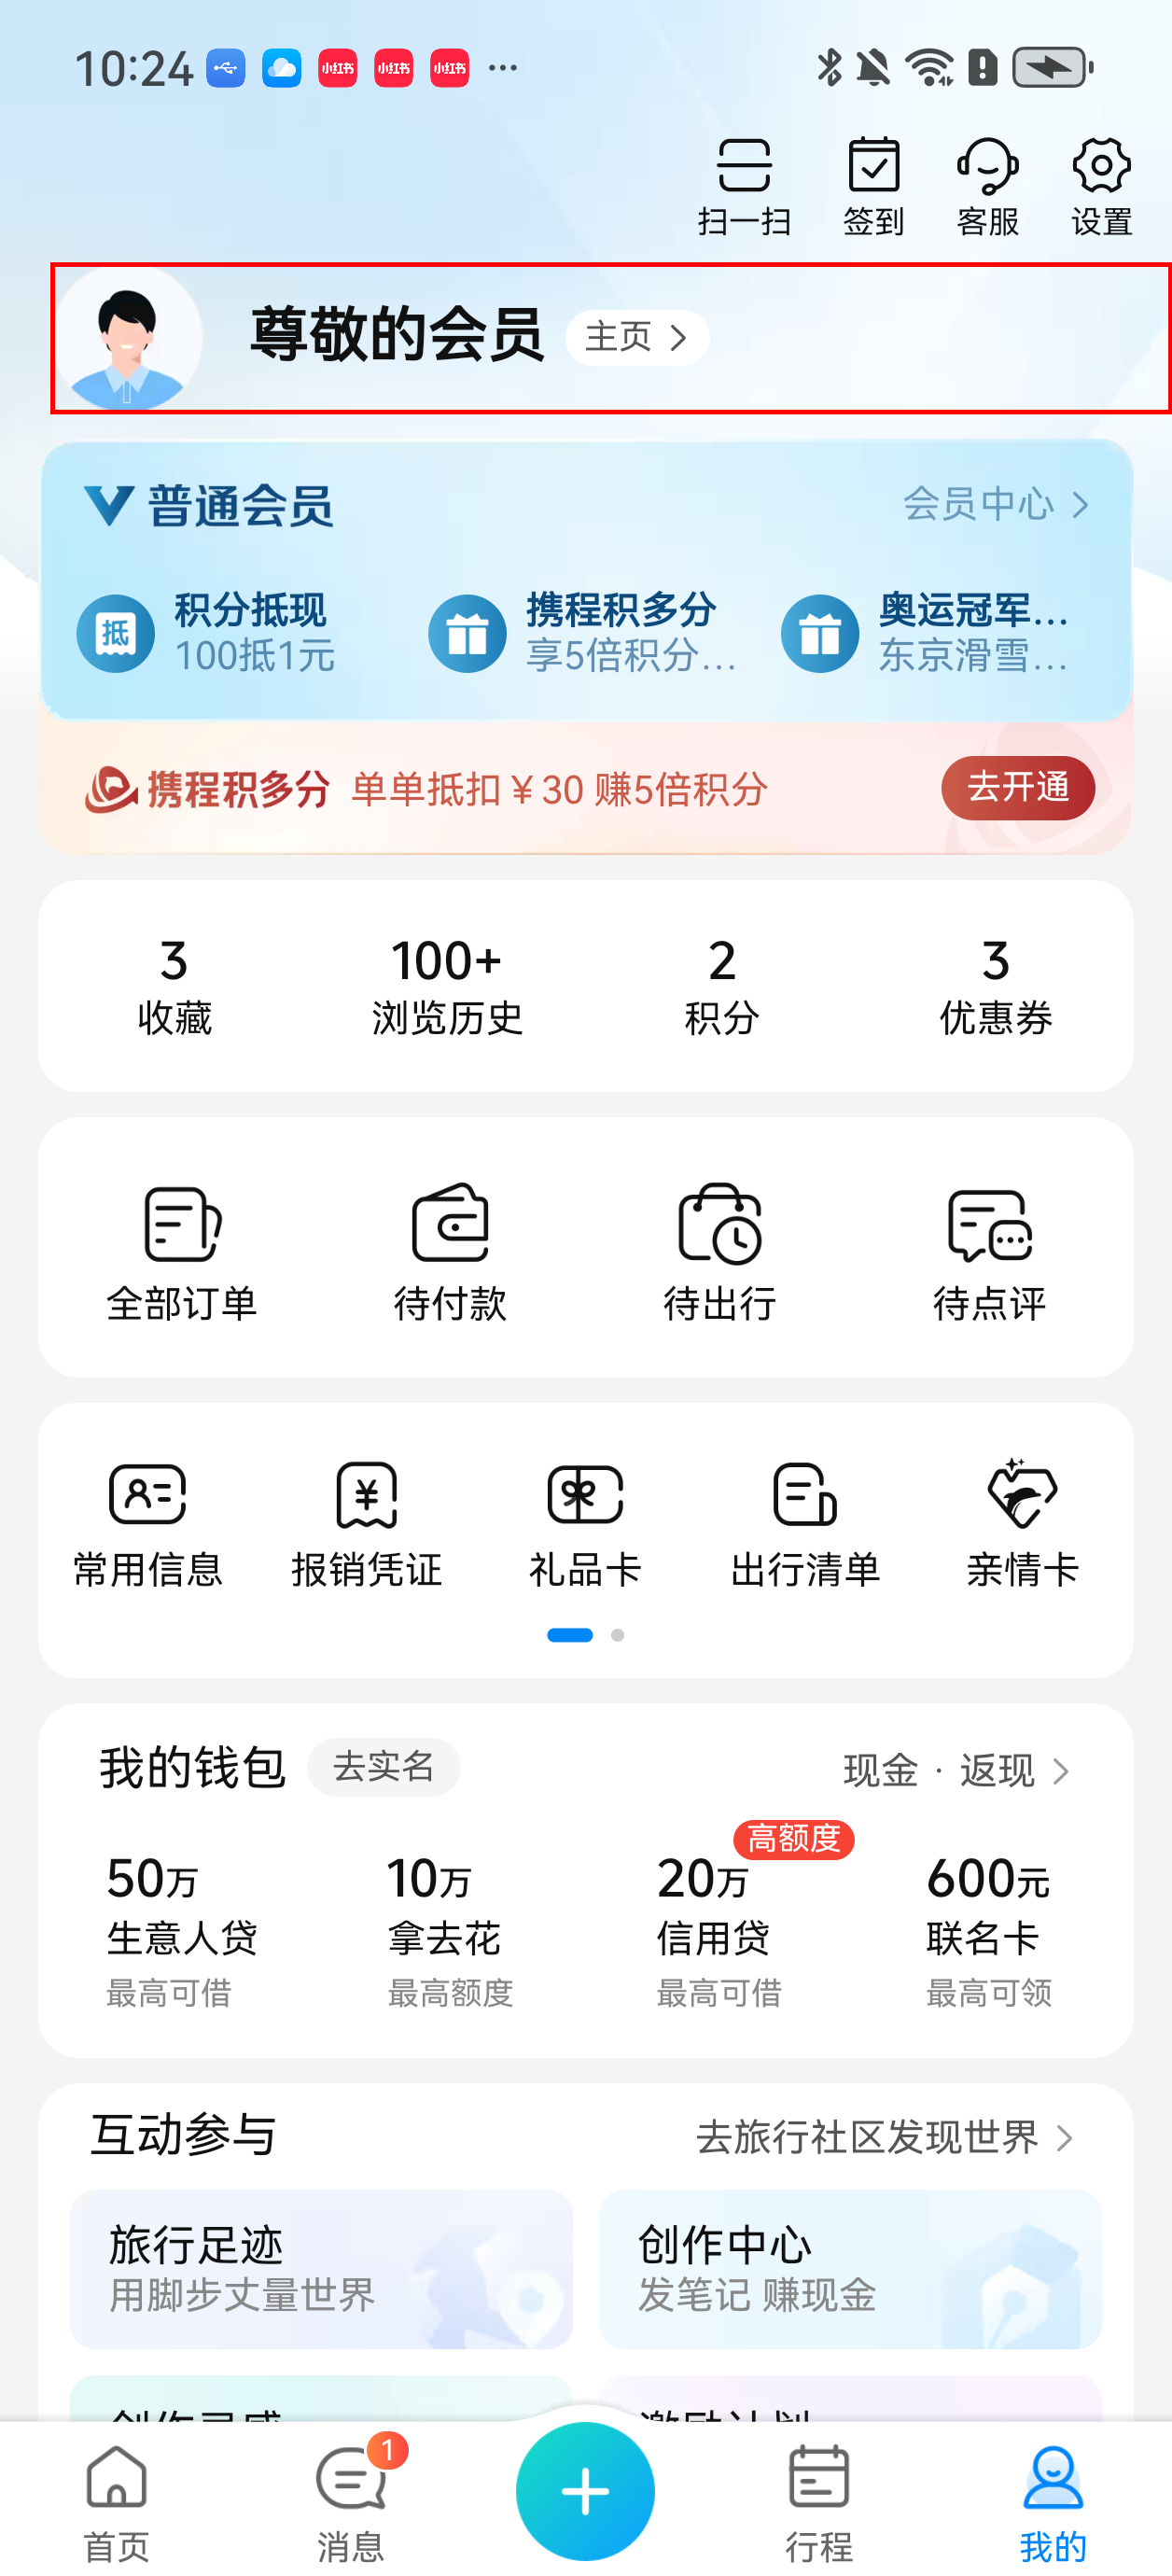 10:24 小红书 小红书 小红书 ...
扫一扫 签到 客服 设置
尊敬的会员 主页
普通会员 会员中心
抵 积分抵现 携程积多分 奥运冠军...
100抵1元 享5倍积分... 东京滑雪...
携程积多分 单单抵扣￥30 赚5倍积分 去开通
3 100+ 2 3
收藏 浏览历史 积分 优惠券
全部订单 待付款 待出行 待点评
常用信息 报销凭证 礼品卡 出行清单 亲情卡
我的钱包 去实名 现金 · 返现
高额度
50万 10万 20万 600元
生意人贷 拿去花 信用贷 联名卡
最高可借 最高额度 最高可借 最高可领
互动参与 去旅行社区发现世界
旅行足迹 创作中心
用脚步丈量世界 发笔记 赚现金
创作灵感 激励计划
1
首页 消息 行程 我的